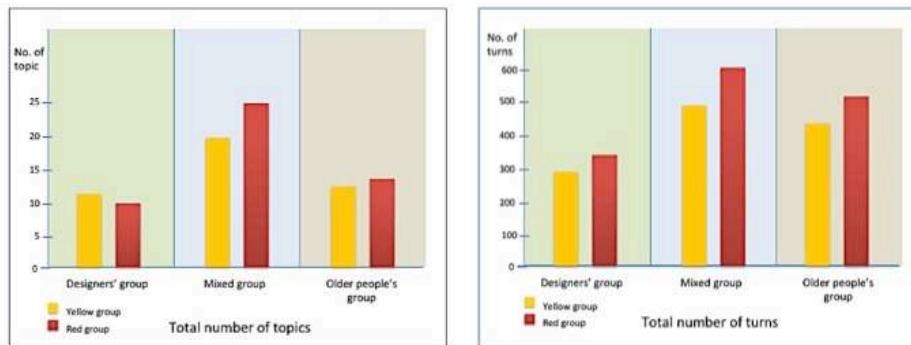 No. of
topic
25
20
15
10
5
0
Designers' group
Mixed group
Older people's
group
Yellow group
Red group
Total number of topics
No. of
turns
600
500
400
300
200
100
0
Designers' group
Mixed group
Older people's
group
Yellow group
Red group
Total number of turns